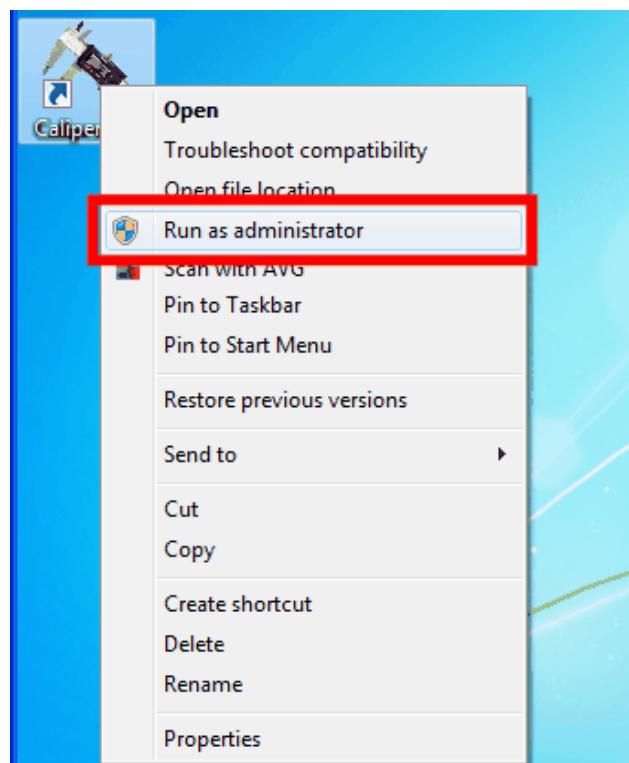 Caliper
Open
Troubleshoot compatibility
Open file location
Run as administrator
Scan with AVG
Pin to Taskbar
Pin to Start Menu
Restore previous versions
Send to
Cut
Copy
Create shortcut
Delete
Rename
Properties